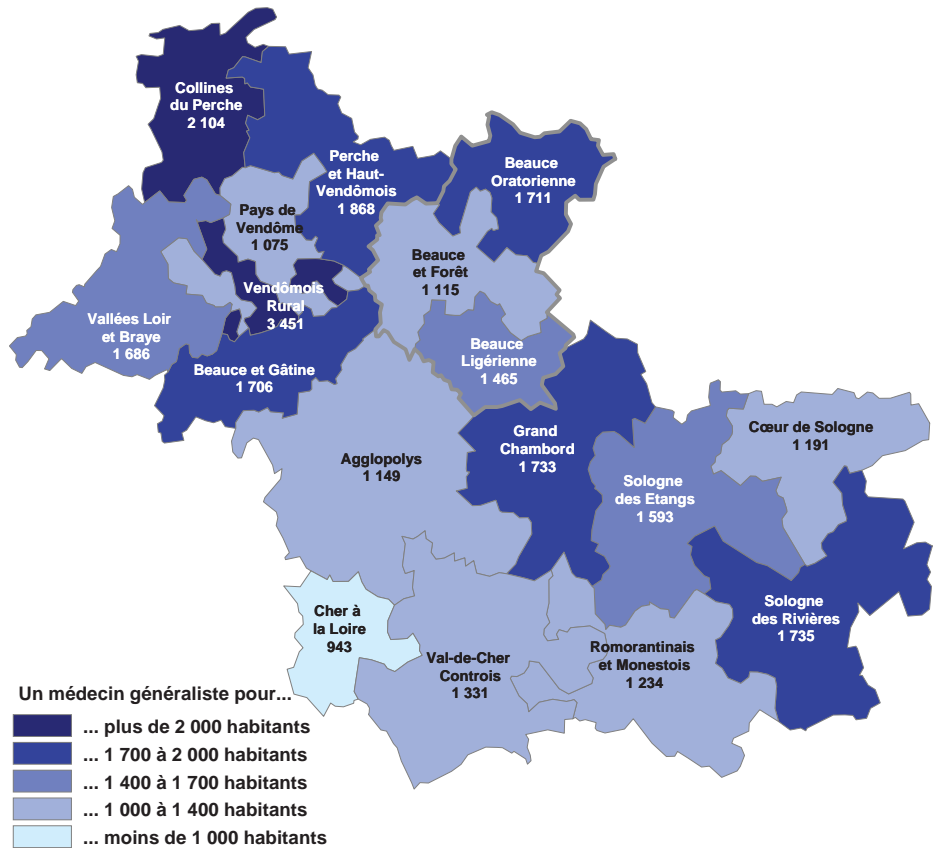 Collines
du Perche
2 104
Perche
et Haut-
Vendômois
1 868
Beauce
Oratorienne
1 711
Pays de
Vendôme
1 075
Beauce
et Forêt
1 115
Vendômois
Rural
3 451
Vallées Loir
et Braye
1 686
Beauce
Ligérienne
1 465
Beauce et Gâtine
1 706
Grand
Chambord
1 733
Cœur de Sologne
1 191
Agglopolys
1 149
Sologne
des Etangs
1 593
Cher à
la Loire
943
Sologne
des Rivières
1 735
Val-de-Cher
Controis
1 331
Romorantinais
et Monestois
1 234
Un médecin généraliste pour...
... plus de 2 000 habitants
... 1 700 à 2 000 habitants
... 1 400 à 1 700 habitants
... 1 000 à 1 400 habitants
... moins de 1 000 habitants